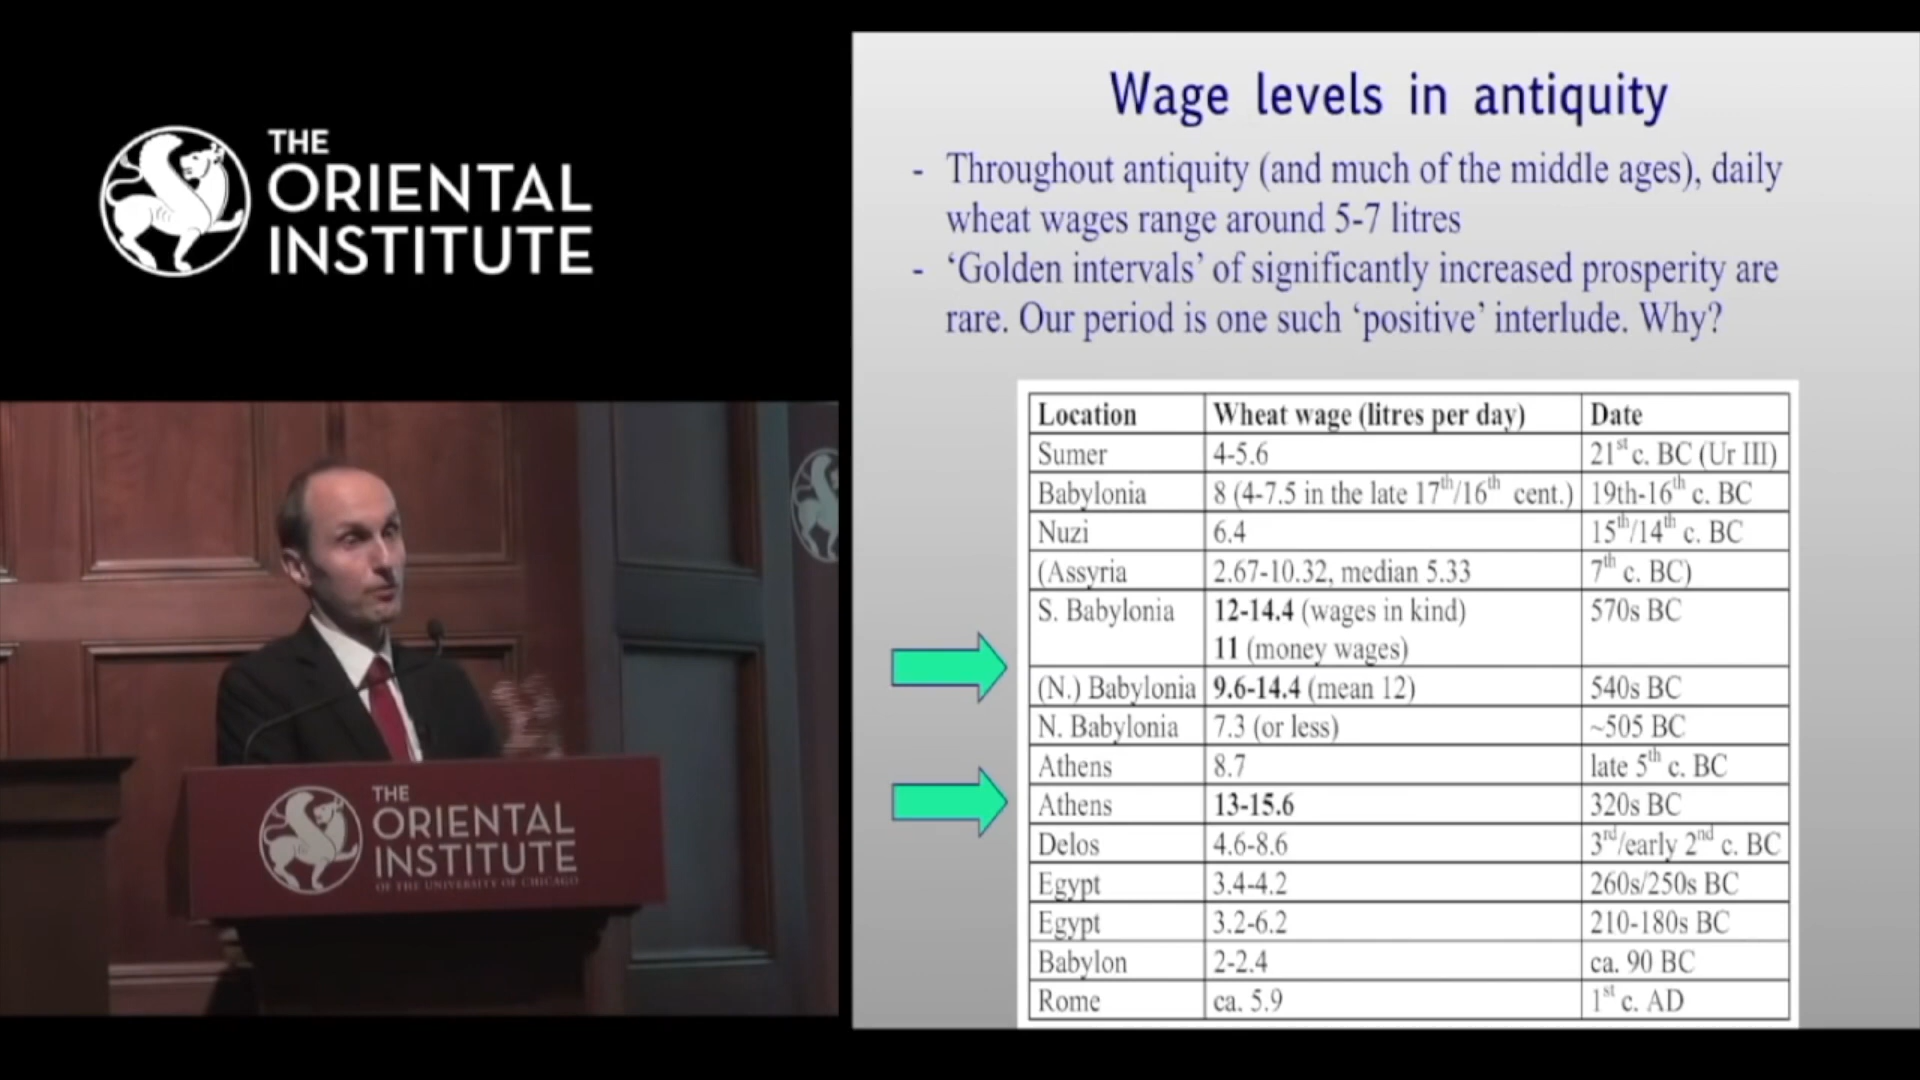 THE
ORIENTAL
INSTITUTE
Wage levels in antiquity
- Throughout antiquity (and much of the middle ages), daily
wheat wages range around 5-7 litres
- ‘Golden intervals’ of significantly increased prosperity are
rare. Our period is one such ‘positive’ interlude. Why?
Location Wheat wage (litres per day) Date
Sumer 4-5.6 21st c. BC (Ur III)
Babylonia 8 (4-7.5 in the late 17th/16th cent.) 19th-16th c. BC
Nuzi 6.4 15th/14th c. BC
(Assyria 2.67-10.32, median 5.33 7th c. BC)
S. Babylonia 12-14.4 (wages in kind) 570s BC
11 (money wages)
(N.) Babylonia 9.6-14.4 (mean 12) 540s BC
N. Babylonia 7.3 (or less) ~505 BC
Athens 8.7 late 5th c. BC
Athens 13-15.6 320s BC
Delos 4.6-8.6 3rd/early 2nd c. BC
Egypt 3.4-4.2 260s/250s BC
Egypt 3.2-6.2 210-180s BC
Babylon 2-2.4 ca. 90 BC
Rome ca. 5.9 1st c. AD
THE
ORIENTAL
INSTITUTE
OF THE UNIVERSITY OF CHICAGO